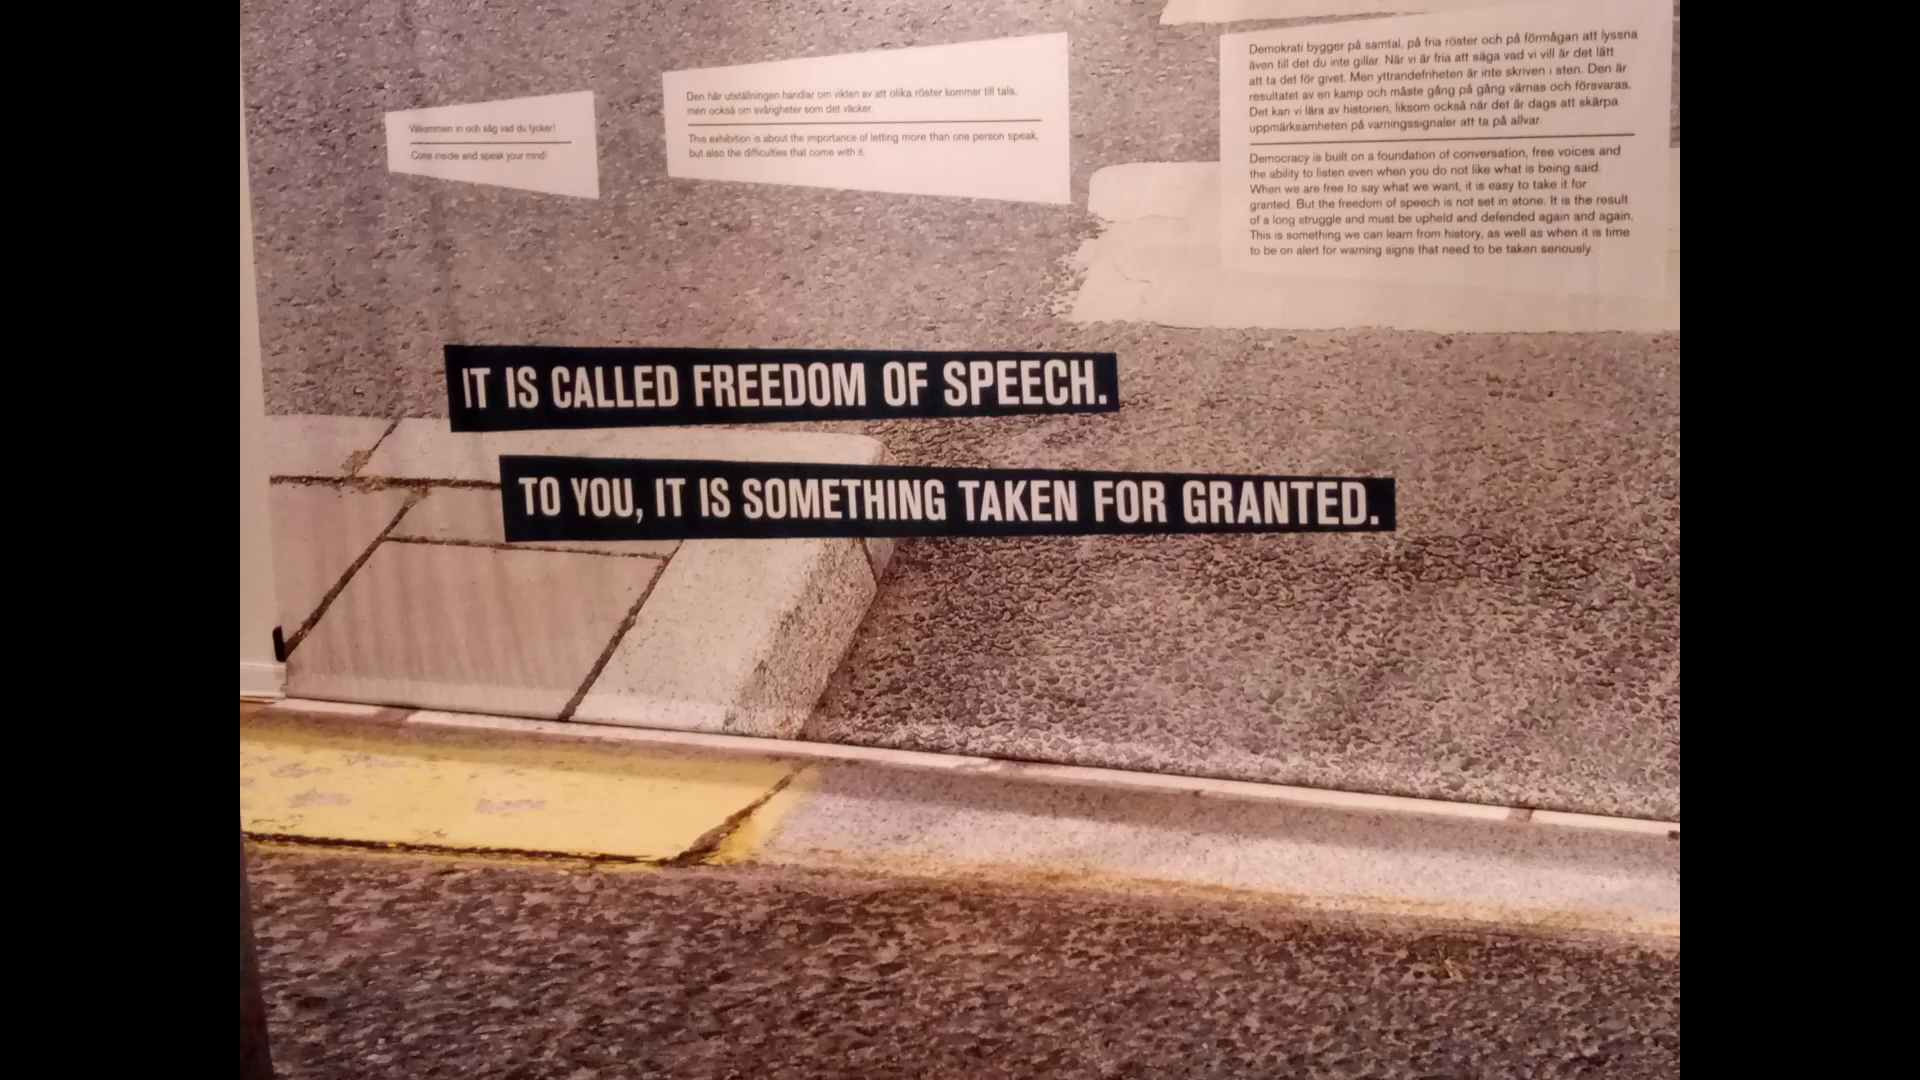 Välkommen in och säg vad du tycker!
Come inside and speak your mind!
Den här utställningen handlar om vikten av att olika röster kommer till tals,
men också om svårigheter som det väcker.
This exhibition is about the importance of letting more than one person speak,
but also the difficulties that come with it.
Demokrati bygger på samtal, på fria röster och på förmågan att lyssna
även till det du inte gillar. När vi är fria att säga vad vi vill är det lätt
att ta det för givet. Men yttrandefriheten är inte skriven i sten. Den är
resultatet av en kamp och måste gång på gång värnas och försvaras.
Det kan vi lära av historien, liksom också när det är dags att skärpa
uppmärksamheten på varningssignaler att ta på allvar.
Democracy is built on a foundation of conversation, free voices and
the ability to listen even when you do not like what is being said.
When we are free to say what we want, it is easy to take it for
granted. But the freedom of speech is not set in stone. It is the result
of a long struggle and must be upheld and defended again and again.
This is something we can learn from history, as well as when it is time
to be on alert for warning signs that need to be taken seriously.
IT IS CALLED FREEDOM OF SPEECH.
TO YOU, IT IS SOMETHING TAKEN FOR GRANTED.